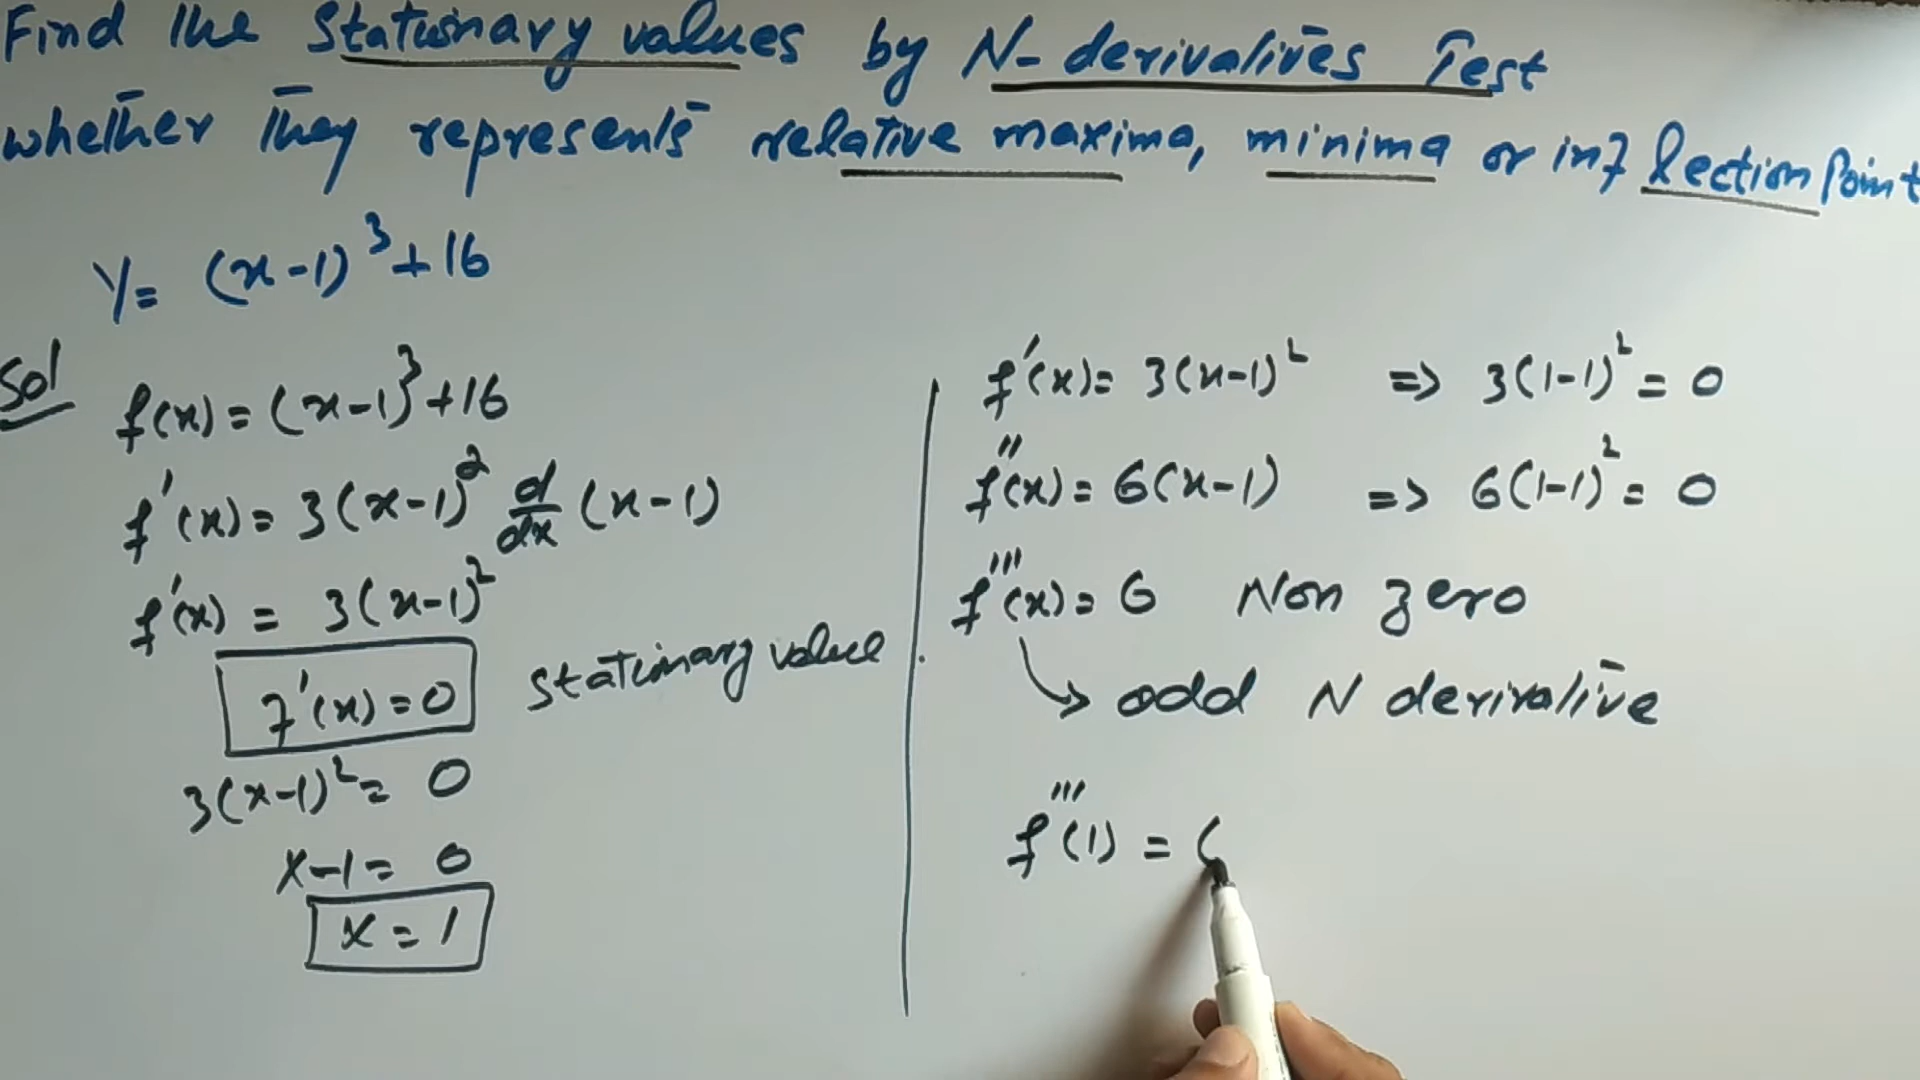 Find the Stationary values by N-derivatives Test
whether they represents relative maxima, minima or inflection Point
Y= (x-1)³+16
Sol
f(x)=(x-1)³+16
f'(x)= 3(x-1)² d/dx (x-1)
f'(x) = 3(x-1)²
f'(x)=0 stationary value.
3(x-1)²= 0
x-1= 0
x= 1
f'(x)= 3(x-1)² => 3(1-1)²= 0
f''(x)= 6(x-1) => 6(1-1)²= 0
f'''(x)= 6 Non zero
→ odd N derivative
f'''(1) = (